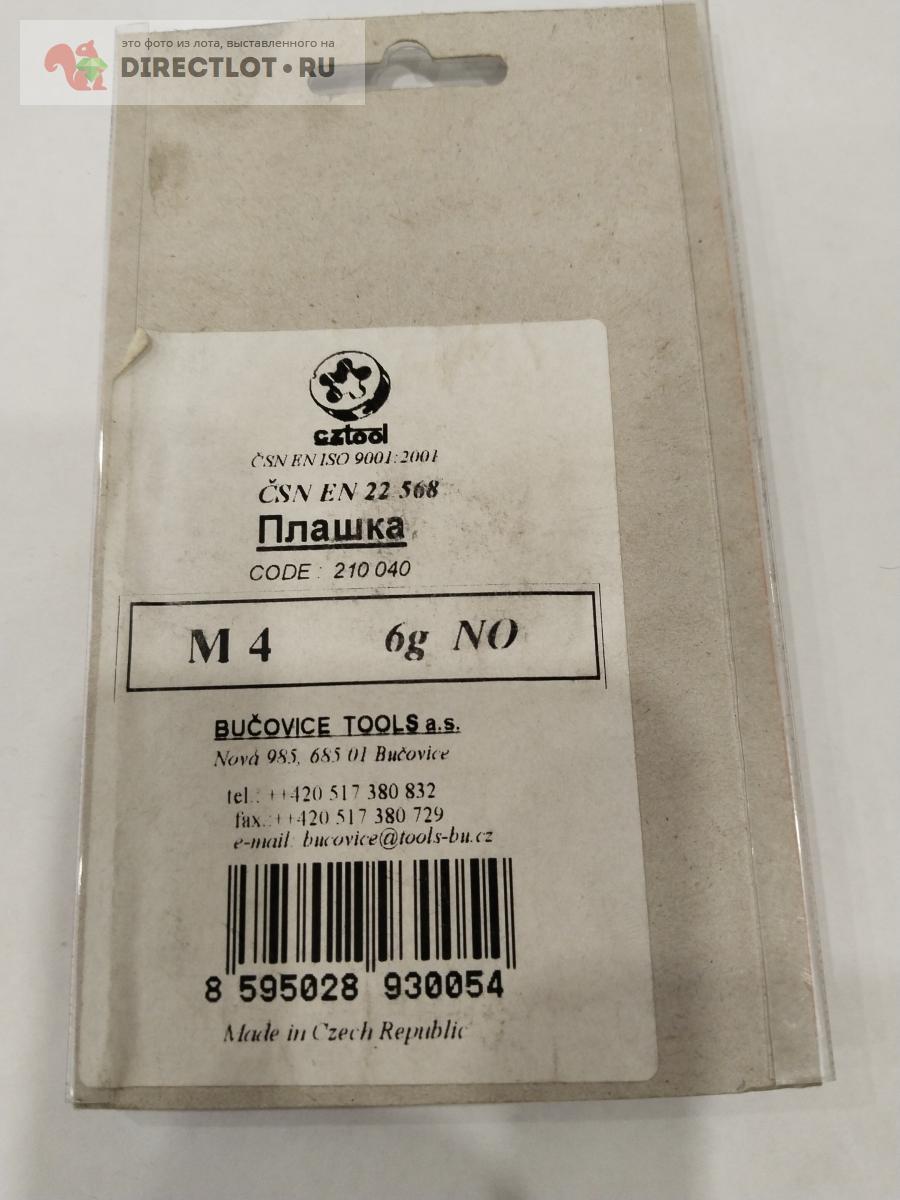 это фото из лота, выставленного на
DIRECTLOT.RU
cztool
ČSN EN ISO 9001:2001
ČSN EN 22 568
Плашка
CODE : 210 040
M 4 6g NO
BUČOVICE TOOLS a.s.
Nová 985, 685 01 Bučovice
tel.: ++420 517 380 832
fax.:++420 517 380 729
e-mail: bucovice@tools-bu.cz
8 595028 930054
Made in Czech Republic